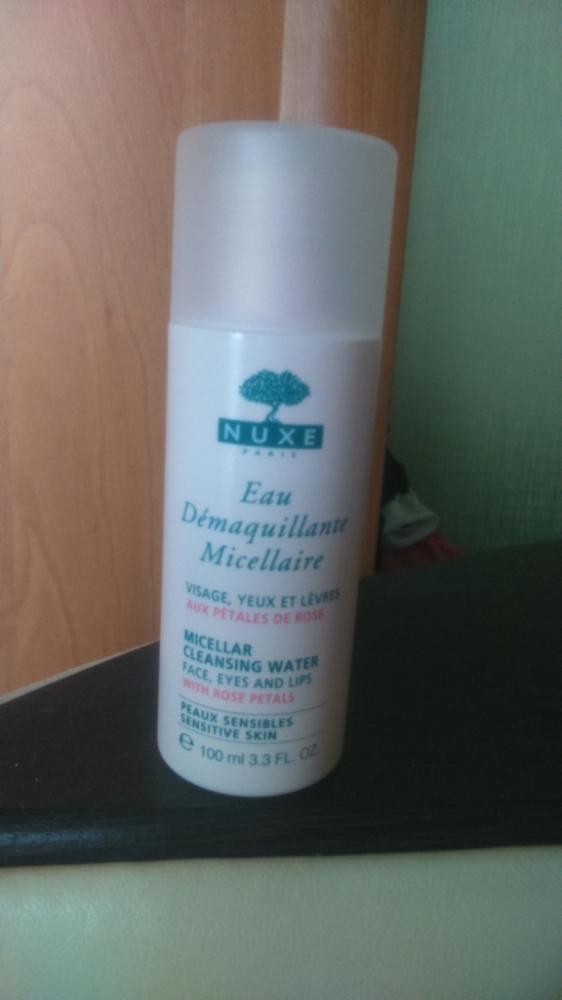 NUXE
PARIS
Eau
Démaquillante
Micellaire
VISAGE, YEUX ET LÈVRES
AUX PÉTALES DE ROSE
MICELLAR
CLEANSING WATER
FACE, EYES AND LIPS
WITH ROSE PETALS
PEAUX SENSIBLES
SENSITIVE SKIN
℮ 100 ml 3.3 FL. OZ.